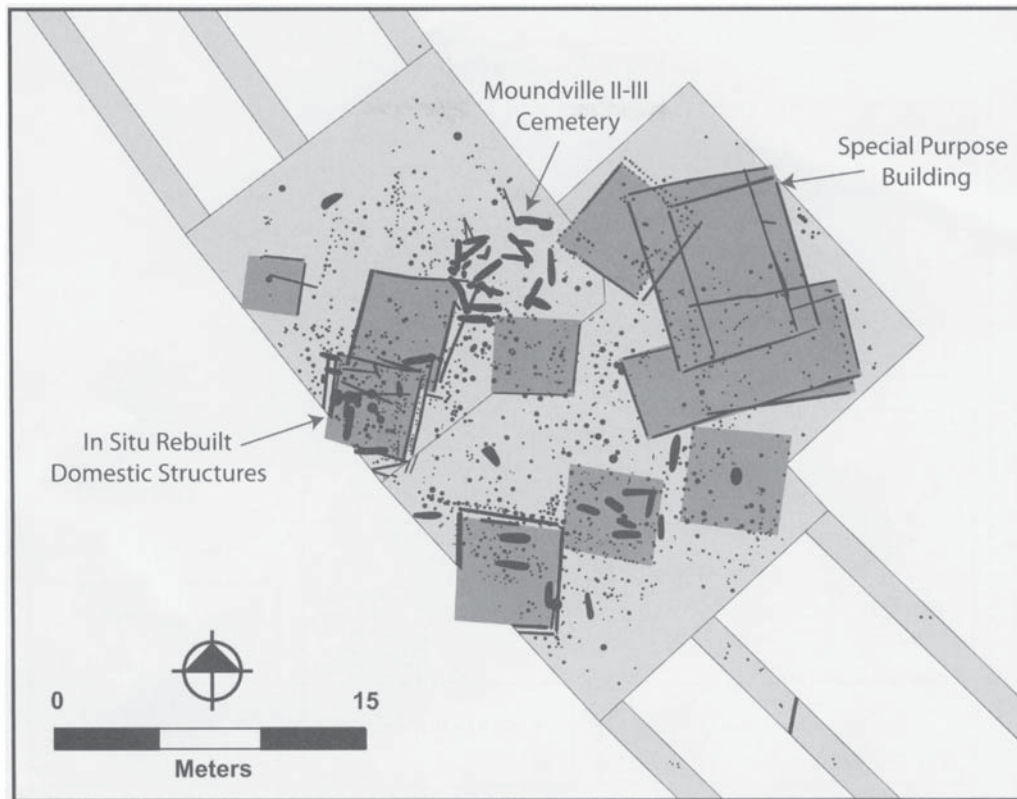 Moundville II-III
Cemetery
Special Purpose
Building
In Situ Rebuilt
Domestic Structures
0 15
Meters